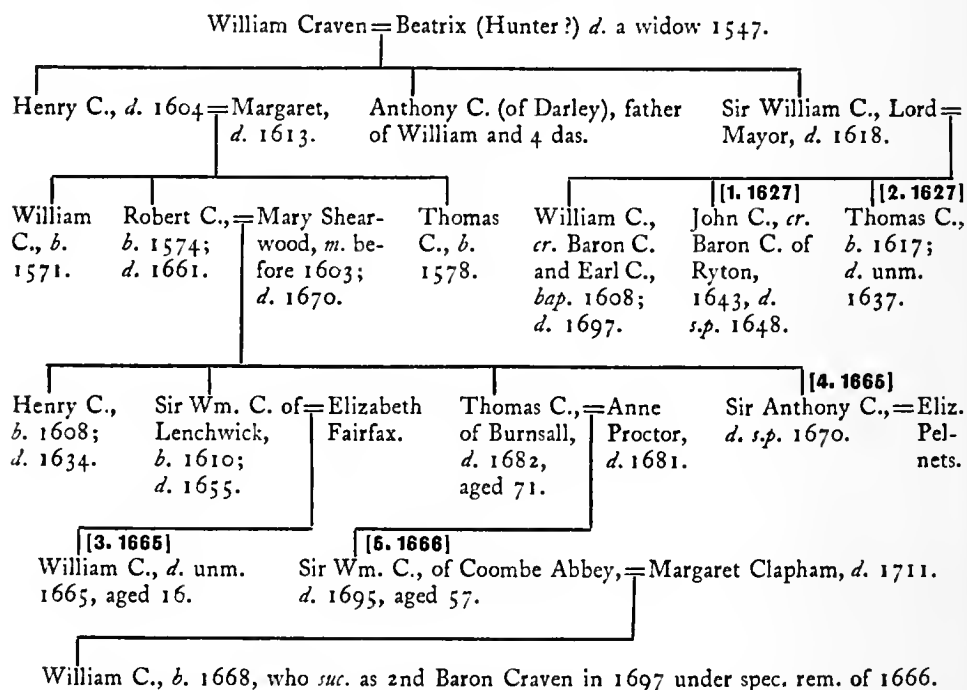 William Craven=Beatrix (Hunter?) d. a widow 1547.
Henry C., d. 1604=Margaret,
d. 1613.
Anthony C. (of Darley), father
of William and 4 das.
Sir William C., Lord=
Mayor, d. 1618.
William
C., b.
1571.
Robert C.,=
b. 1574;
d. 1661.
Mary Shear-
wood, m. be-
fore 1603;
d. 1670.
Thomas
C., b.
1578.
William C.,
cr. Baron C.
and Earl C.,
bap. 1608;
d. 1697.
[1. 1627]
John C., cr.
Baron C. of
Ryton,
1643, d.
s.p. 1648.
[2. 1627]
Thomas C.,
b. 1617;
d. unm.
1637.
Henry C.,
b. 1608;
d. 1634.
Sir Wm. C. of=
Lenchwick,
b. 1610;
d. 1655.
Elizabeth
Fairfax.
Thomas C.,=
of Burnsall,
d. 1682,
aged 71.
Anne
Proctor,
d. 1681.
[4. 1665]
Sir Anthony C.,=
d. s.p. 1670.
Eliz.
Pel-
nets.
[3. 1665]
William C., d. unm.
1665, aged 16.
[5. 1666]
Sir Wm. C., of Coombe Abbey,=Margaret Clapham, d. 1711.
d. 1695, aged 57.
William C., b. 1668, who suc. as 2nd Baron Craven in 1697 under spec. rem. of 1666.